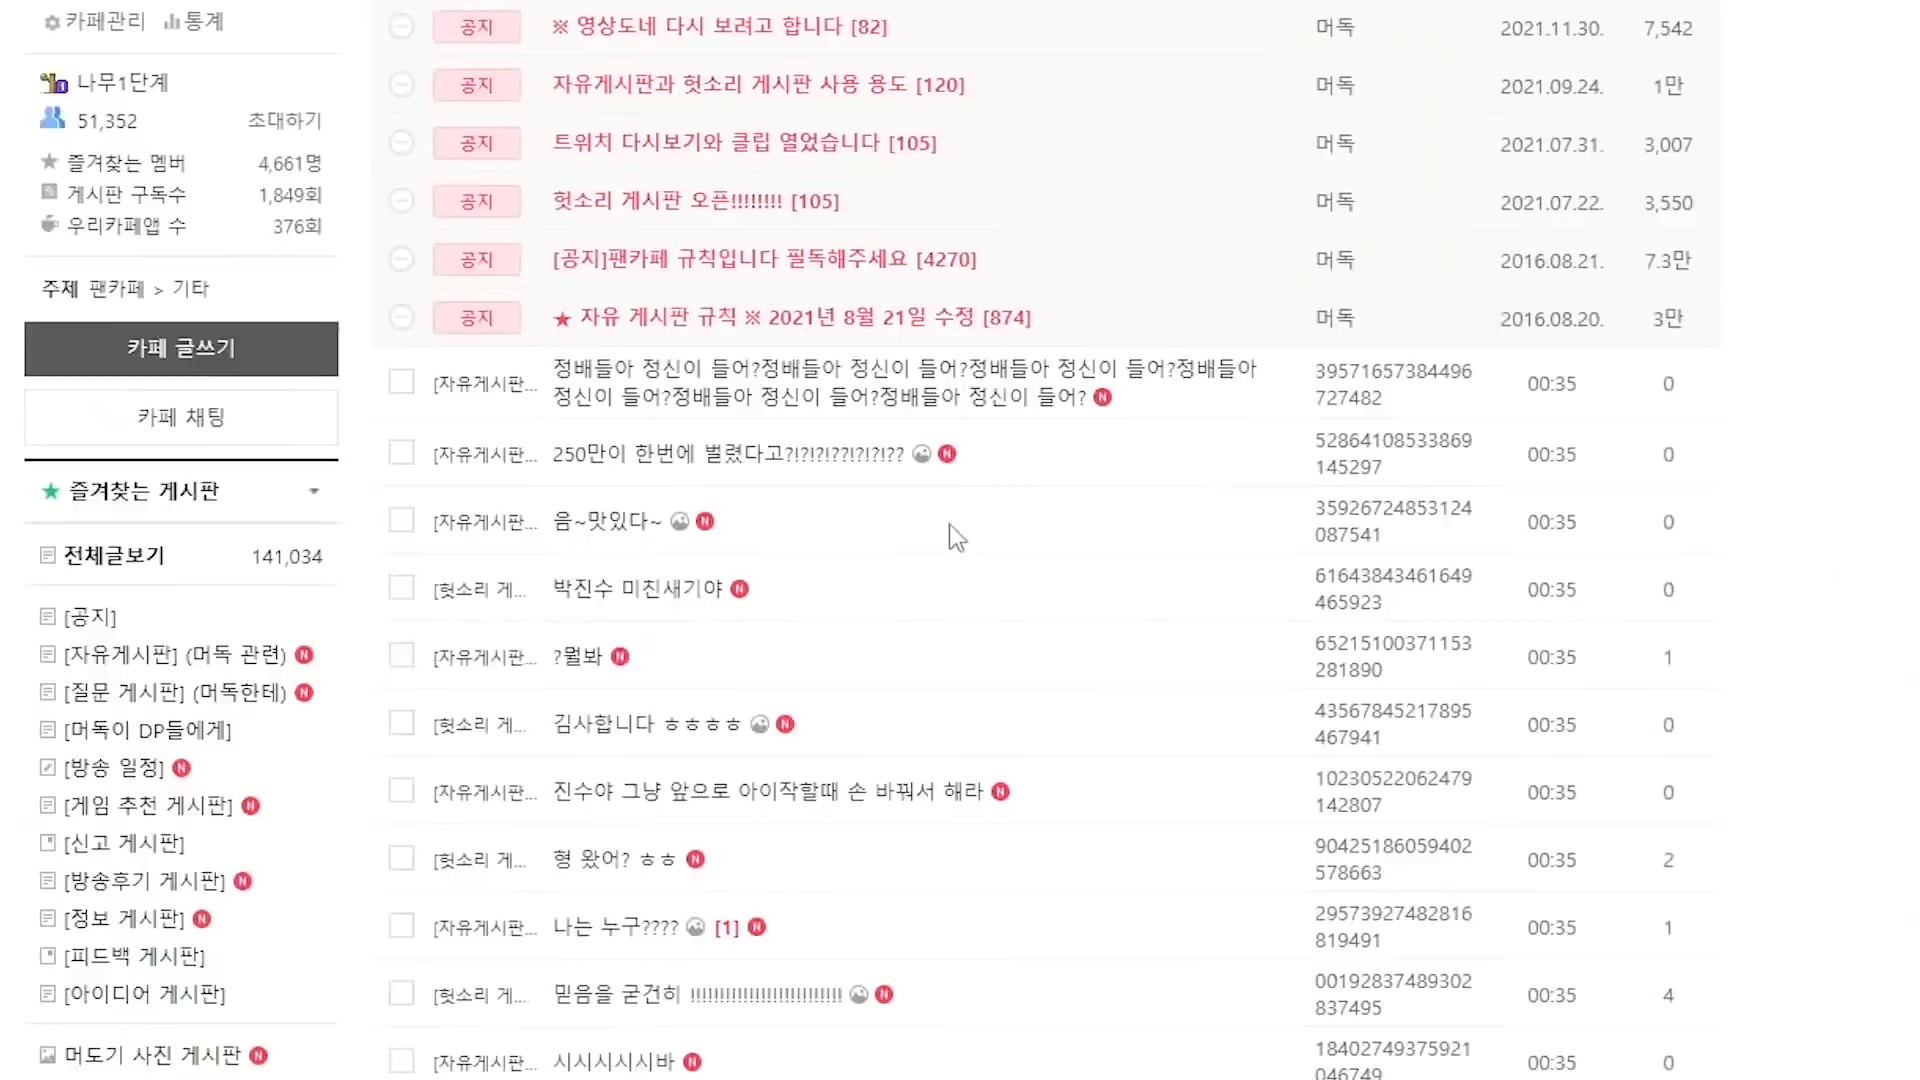 카페관리 통계
나무1단계
51,352 초대하기
즐겨찾는 멤버 4,661명
게시판 구독수 1,849회
우리카페앱 수 376회
주제 팬카페 > 기타
카페 글쓰기
카페 채팅
★ 즐겨찾는 게시판
전체글보기 141,034
[공지]
[자유게시판] (머독 관련) N
[질문 게시판] (머독한테) N
[머독이 DP들에게]
[방송 일정] N
[게임 추천 게시판] N
[신고 게시판]
[방송후기 게시판] N
[정보 게시판] N
[피드백 게시판]
[아이디어 게시판]
머도기 사진 게시판 N
공지 ※ 영상도네 다시 보려고 합니다 [82] 머독 2021.11.30. 7,542
공지 자유게시판과 헛소리 게시판 사용 용도 [120] 머독 2021.09.24. 1만
공지 트위치 다시보기와 클립 열었습니다 [105] 머독 2021.07.31. 3,007
공지 헛소리 게시판 오픈!!!!!!!! [105] 머독 2021.07.22. 3,550
공지 [공지]팬카페 규칙입니다 필독해주세요 [4270] 머독 2016.08.21. 7.3만
공지 ★ 자유 게시판 규칙 ※ 2021년 8월 21일 수정 [874] 머독 2016.08.20. 3만
[자유게시판... 정배들아 정신이 들어?정배들아 정신이 들어?정배들아 정신이 들어?정배들아 39571657384496 00:35 0
정신이 들어?정배들아 정신이 들어?정배들아 정신이 들어? N 727482
[자유게시판... 250만이 한번에 벌렸다고?!?!?!??!?!?!?? N 52864108533869 00:35 0
145297
[자유게시판... 음~맛있다~ N 35926724853124 00:35 0
087541
[헛소리 게... 박진수 미친새기야 N 61643843461649 00:35 0
465923
[자유게시판... ?뭘봐 N 65215100371153 00:35 1
281890
[헛소리 게... 김사합니다 ㅎㅎㅎㅎ N 43567845217895 00:35 0
467941
[자유게시판... 진수야 그냥 앞으로 아이작할때 손 바꿔서 해라 N 10230522062479 00:35 0
142807
[헛소리 게... 형 왔어? ㅎㅎ N 90425186059402 00:35 2
578663
[자유게시판... 나는 누구???? [1] N 29573927482816 00:35 1
819491
[헛소리 게... 믿음을 굳건히 !!!!!!!!!!!!!!!!!!!!!!!!!! N 00192837489302 00:35 4
837495
[자유게시판... 시시시시시바 N 18402749375921 00:35 0
046749